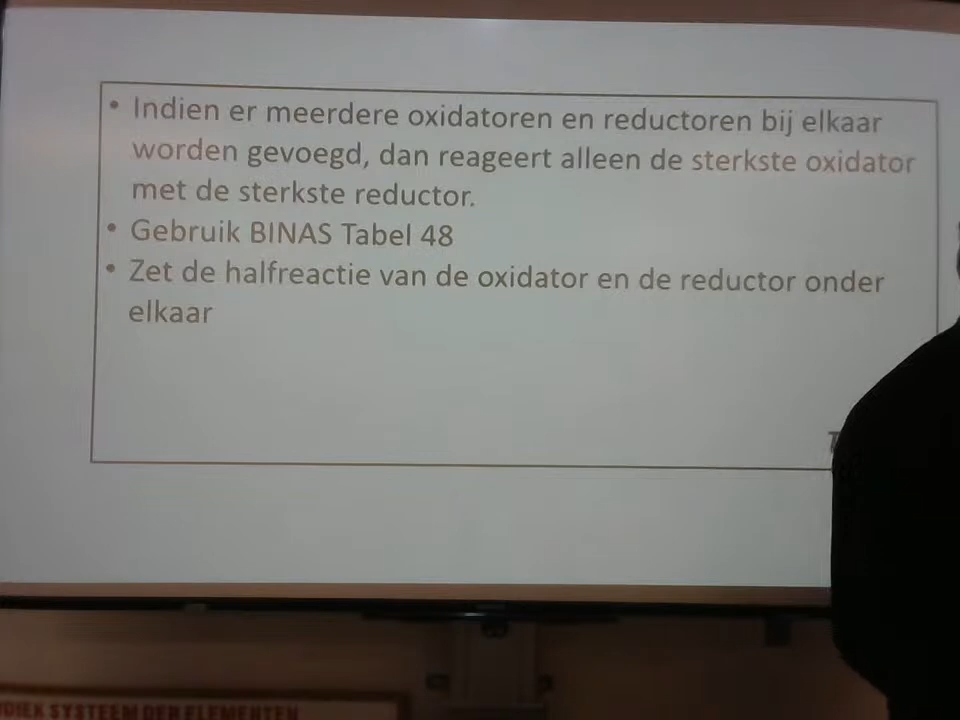 • Indien er meerdere oxidatoren en reductoren bij elkaar
worden gevoegd, dan reageert alleen de sterkste oxidator
met de sterkste reductor.
• Gebruik BINAS Tabel 48
• Zet de halfreactie van de oxidator en de reductor onder
elkaar
SYSTEEM DER ELEMENTEN